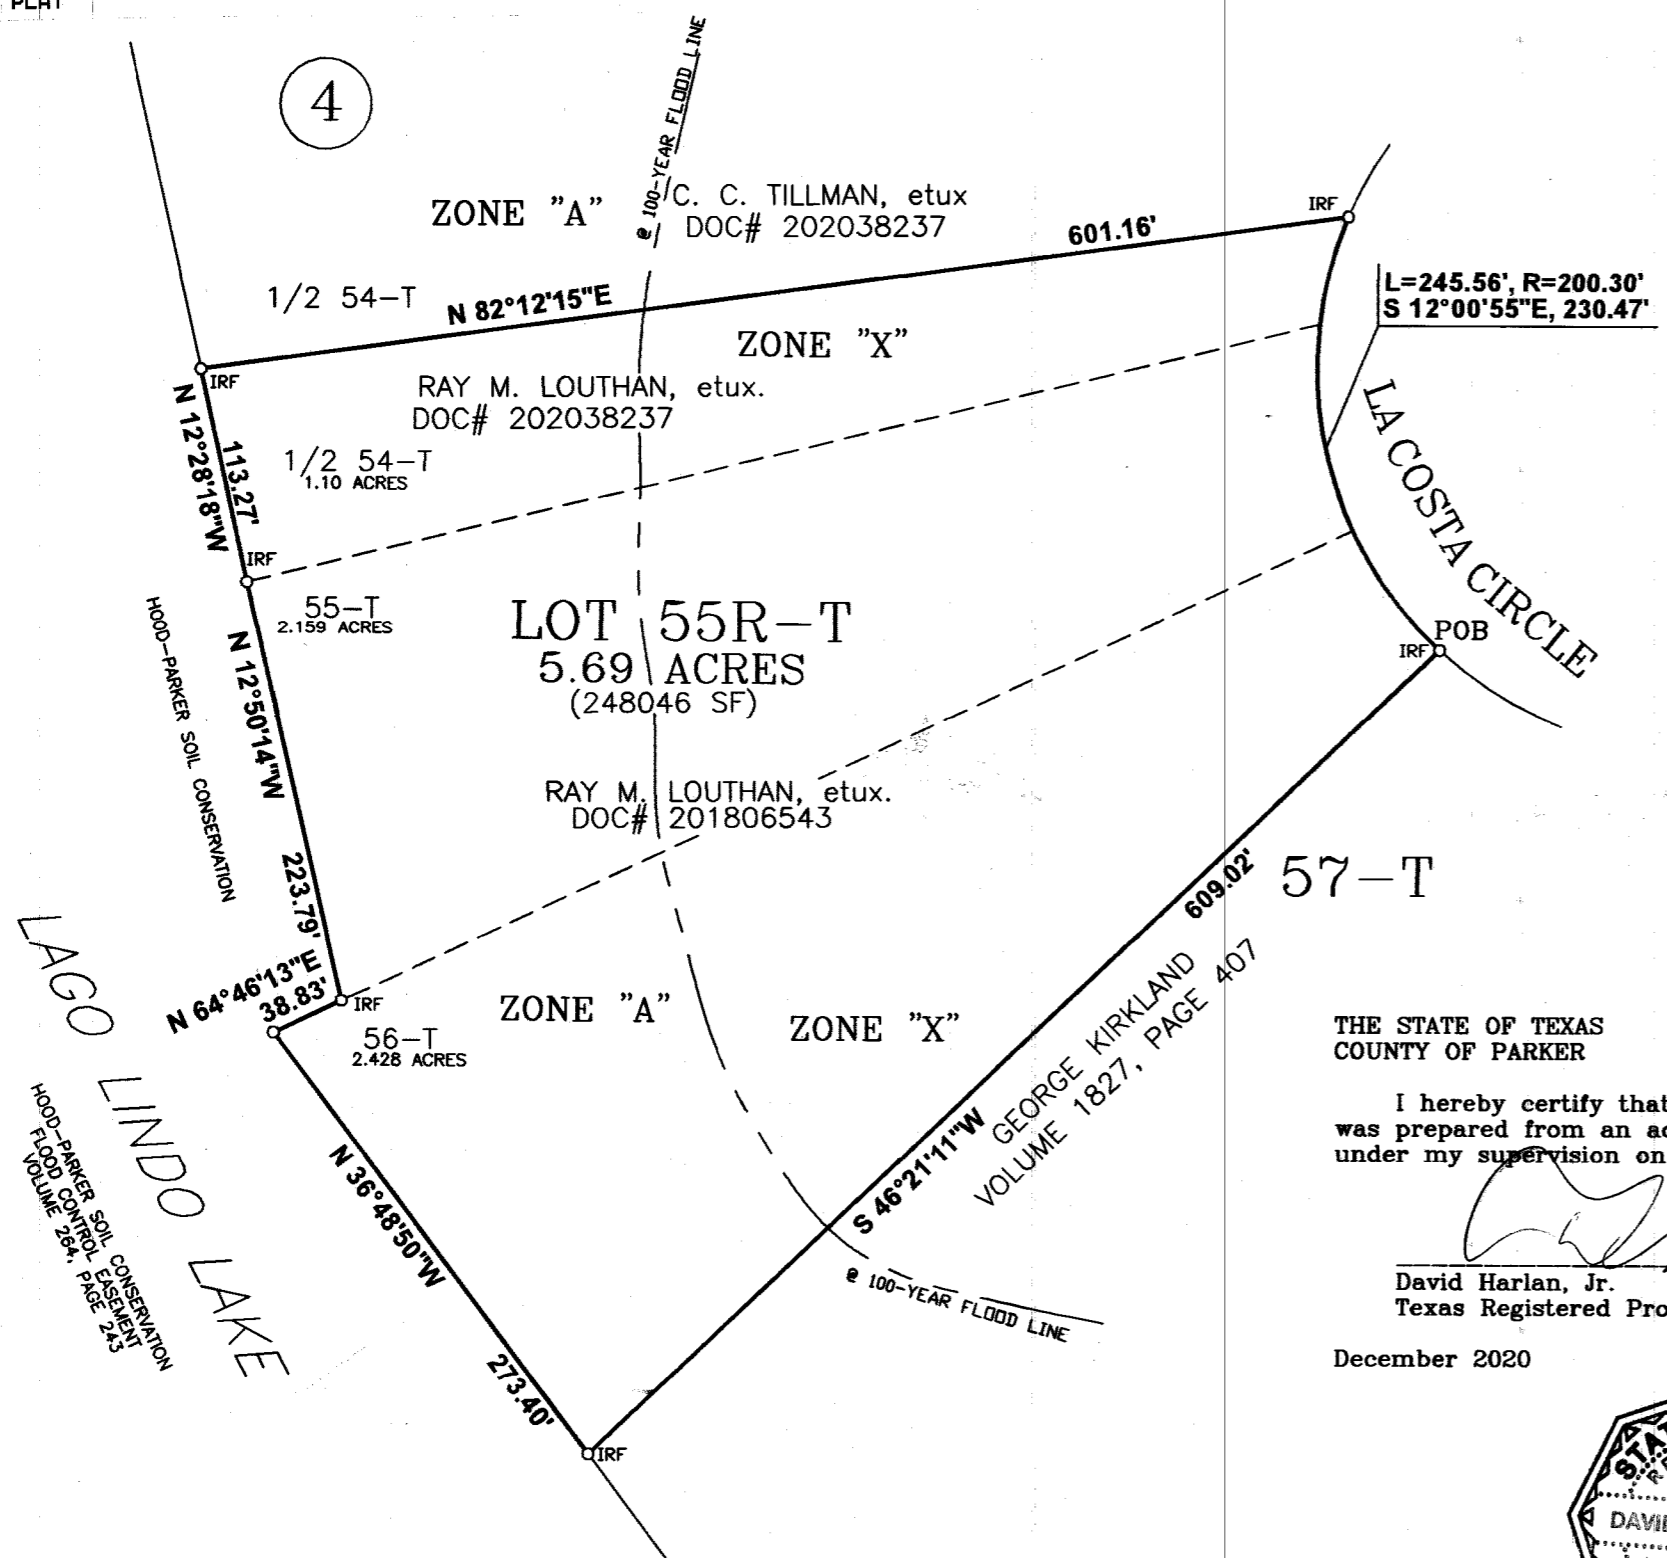 PLAT
4
@ 100-YEAR FLOOD LINE
ZONE "A"
C. C. TILLMAN, etux
DOC# 202038237
IRF
601.16'
1/2 54-T
N 82°12'15"E
L=245.56', R=200.30'
S 12°00'55"E, 230.47'
ZONE "X"
IRF
RAY M. LOUTHAN, etux.
DOC# 202038237
N 12°28'18"W
113.27'
1/2 54-T
1.10 ACRES
LA COSTA CIRCLE
IRF
55-T
2.159 ACRES
LOT 55R-T
5.69 ACRES
(248046 SF)
POB
IRF
HOOD-PARKER SOIL CONSERVATION
N 12°50'14"W
223.79'
RAY M. LOUTHAN, etux.
DOC# 201806543
609.02'
57-T
LAGO LINDO LAKE
N 64°46'13"E
38.83'
IRF
56-T
2.428 ACRES
ZONE "A"
ZONE "X"
GEORGE KIRKLAND
VOLUME 1827, PAGE 407
S 46°21'11"W
HOOD-PARKER SOIL CONSERVATION
FLOOD CONTROL EASEMENT
VOLUME 264, PAGE 243
N 36°48'50"W
273.40'
@ 100-YEAR FLOOD LINE
IRF
THE STATE OF TEXAS
COUNTY OF PARKER
I hereby certify that
was prepared from an ac
under my supervision on
David Harlan, Jr.
Texas Registered Pro
December 2020
STAT
DAVI